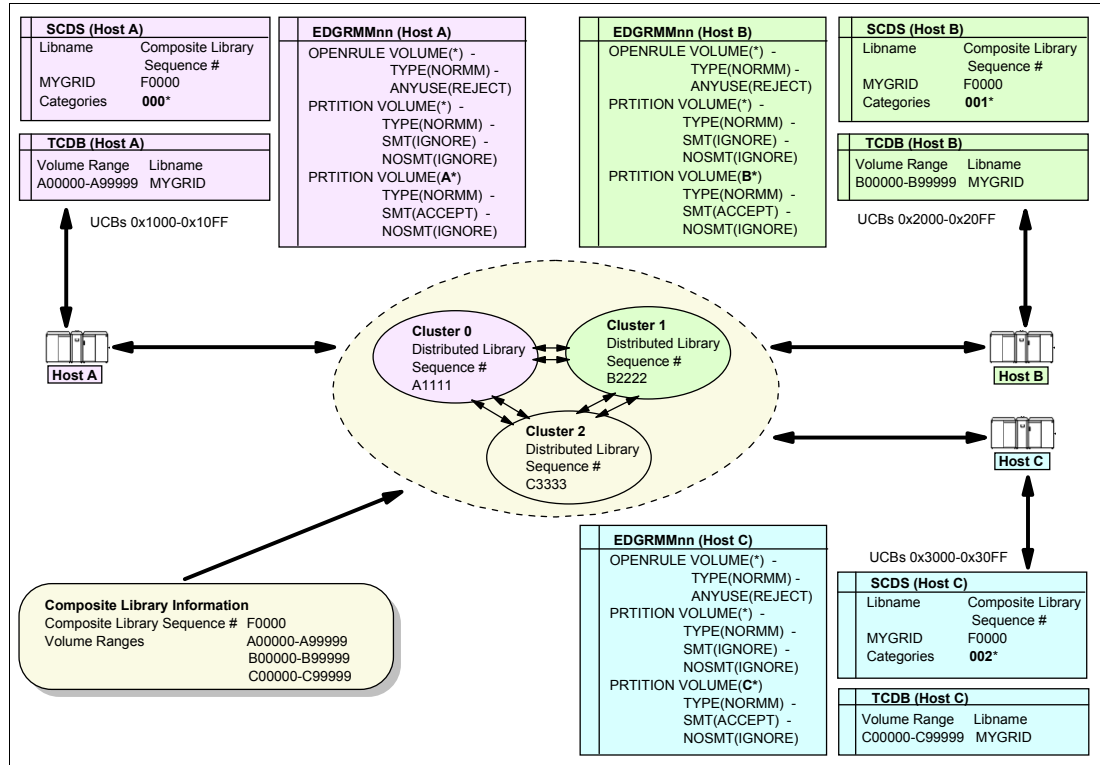 SCDS (Host A)
Libname Composite Library
Sequence #
MYGRID F0000
Categories 000*
TCDB (Host A)
Volume Range Libname
A00000-A99999 MYGRID
UCBs 0x1000-0x10FF
EDGRMMnn (Host A)
OPENRULE VOLUME(*) -
TYPE(NORMM) -
ANYUSE(REJECT)
PRTITION VOLUME(*) -
TYPE(NORMM) -
SMT(IGNORE) -
NOSMT(IGNORE)
PRTITION VOLUME(A*)
TYPE(NORMM) -
SMT(ACCEPT) -
NOSMT(IGNORE)
EDGRMMnn (Host B)
OPENRULE VOLUME(*) -
TYPE(NORMM) -
ANYUSE(REJECT)
PRTITION VOLUME(*) -
TYPE(NORMM) -
SMT(IGNORE) -
NOSMT(IGNORE)
PRTITION VOLUME(B*)
TYPE(NORMM) -
SMT(ACCEPT) -
NOSMT(IGNORE)
SCDS (Host B)
Libname Composite Library
Sequence #
MYGRID F0000
Categories 001*
TCDB (Host B)
Volume Range Libname
B00000-B99999 MYGRID
UCBs 0x2000-0x20FF
Host A
Cluster 0
Distributed Library
Sequence #
A1111
Cluster 1
Distributed Library
Sequence #
B2222
Cluster 2
Distributed Library
Sequence #
C3333
Host B
Host C
Composite Library Information
Composite Library Sequence # F0000
Volume Ranges A00000-A99999
B00000-B99999
C00000-C99999
EDGRMMnn (Host C)
OPENRULE VOLUME(*) -
TYPE(NORMM) -
ANYUSE(REJECT)
PRTITION VOLUME(*) -
TYPE(NORMM) -
SMT(IGNORE) -
NOSMT(IGNORE)
PRTITION VOLUME(C*)
TYPE(NORMM) -
SMT(ACCEPT) -
NOSMT(IGNORE)
UCBs 0x3000-0x30FF
SCDS (Host C)
Libname Composite Library
Sequence #
MYGRID F0000
Categories 002*
TCDB (Host C)
Volume Range Libname
C00000-C99999 MYGRID